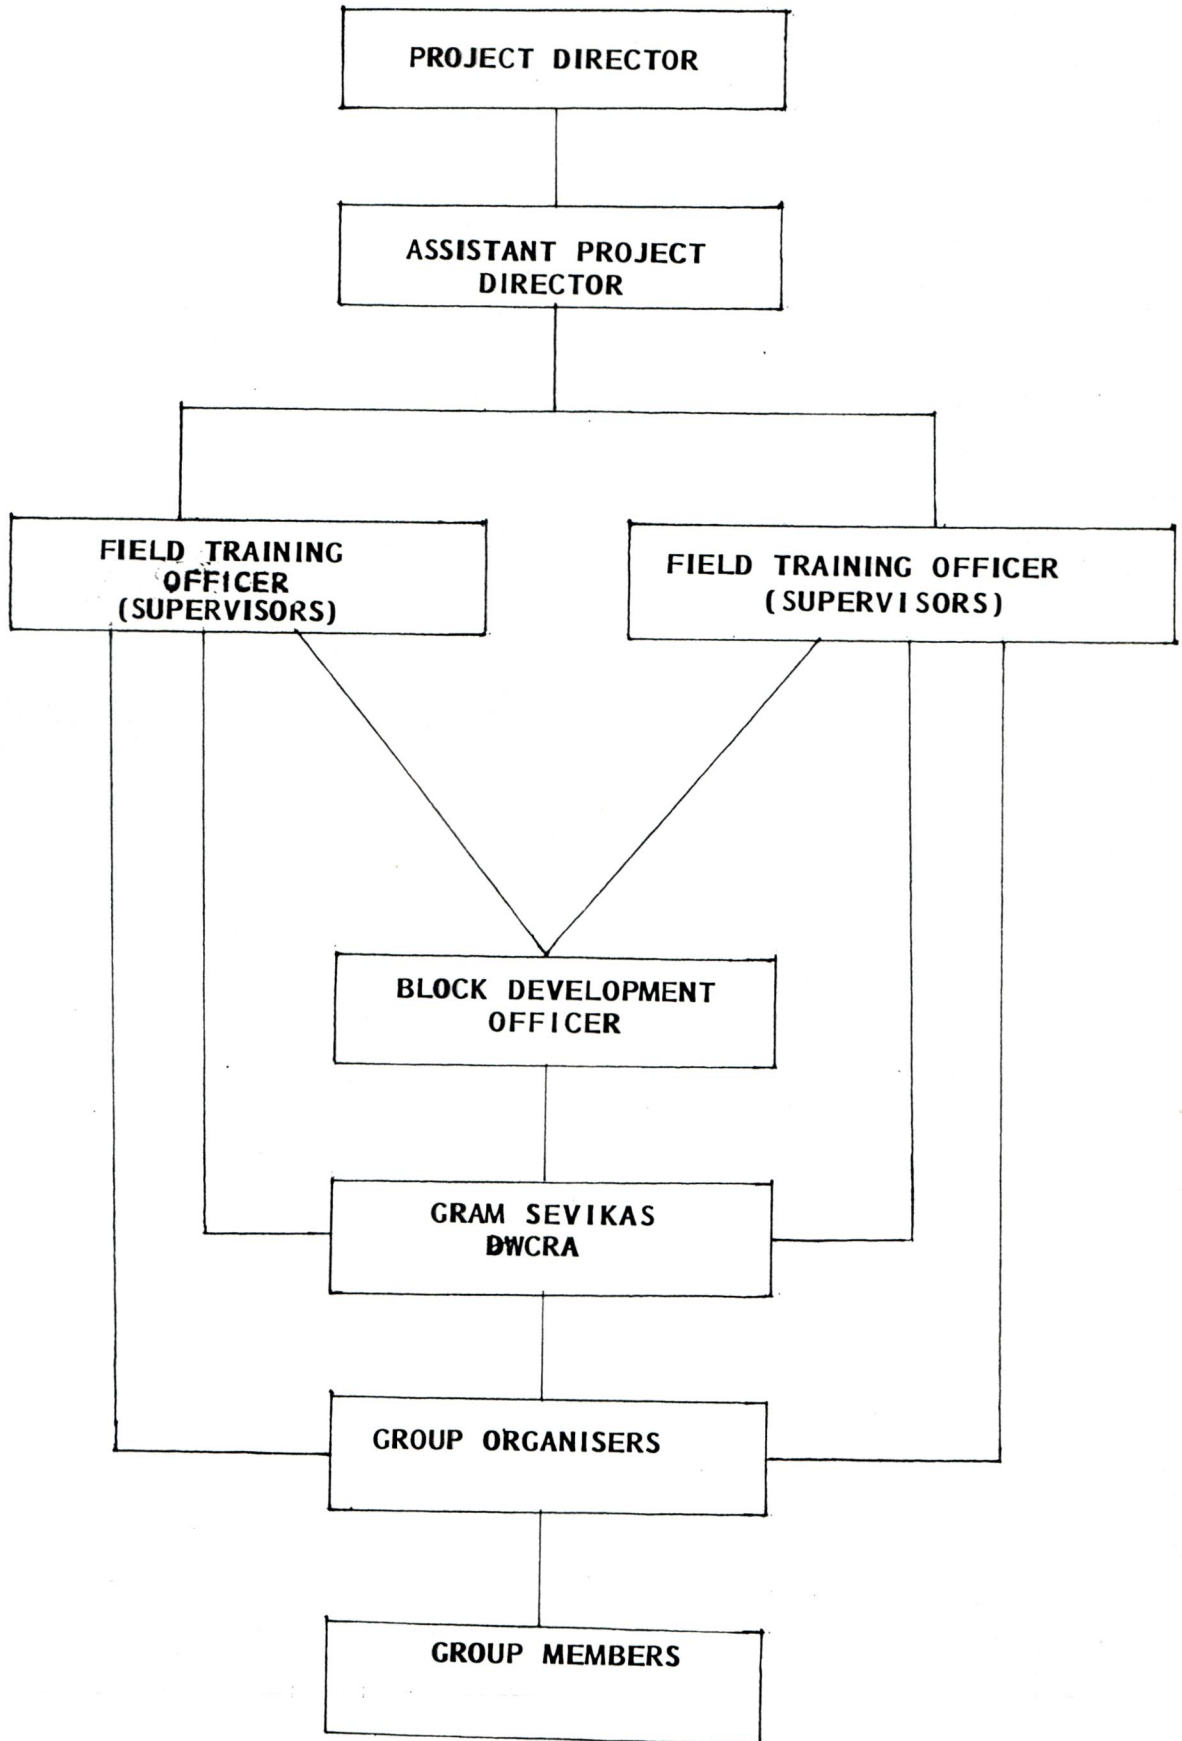 PROJECT DIRECTOR
ASSISTANT PROJECT
DIRECTOR
FIELD TRAINING
OFFICER
(SUPERVISORS)
FIELD TRAINING OFFICER
(SUPERVISORS)
BLOCK DEVELOPMENT
OFFICER
GRAM SEVIKAS
DWCRA
GROUP ORGANISERS
GROUP MEMBERS